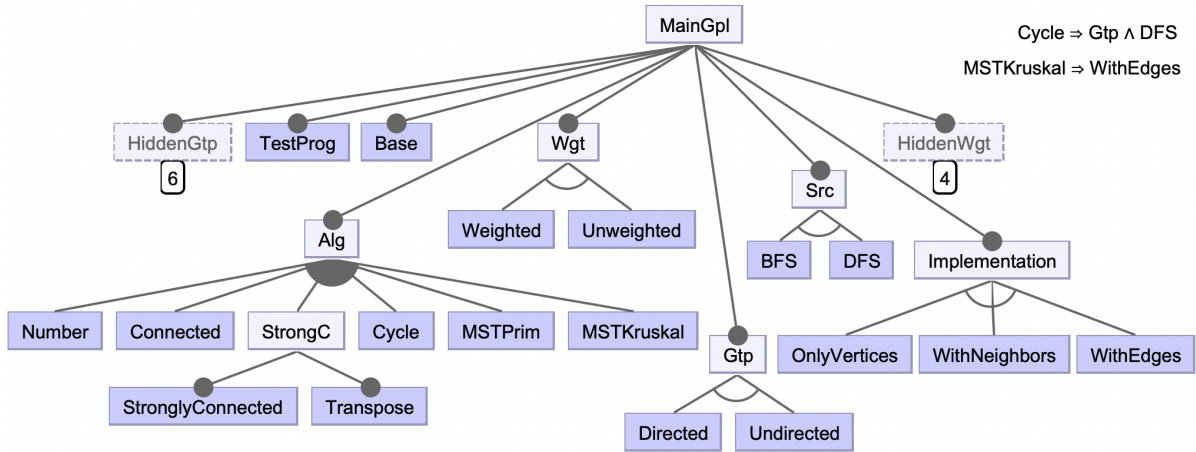 MainGpl
Cycle ⇒ Gtp ∧ DFS
MSTKruskal ⇒ WithEdges
HiddenGtp
TestProg
Base
Wgt
HiddenWgt
6
4
Src
Weighted
Unweighted
Alg
BFS
DFS
Implementation
Number
Connected
StrongC
Cycle
MSTPrim
MSTKruskal
Gtp
OnlyVertices
WithNeighbors
WithEdges
StronglyConnected
Transpose
Directed
Undirected